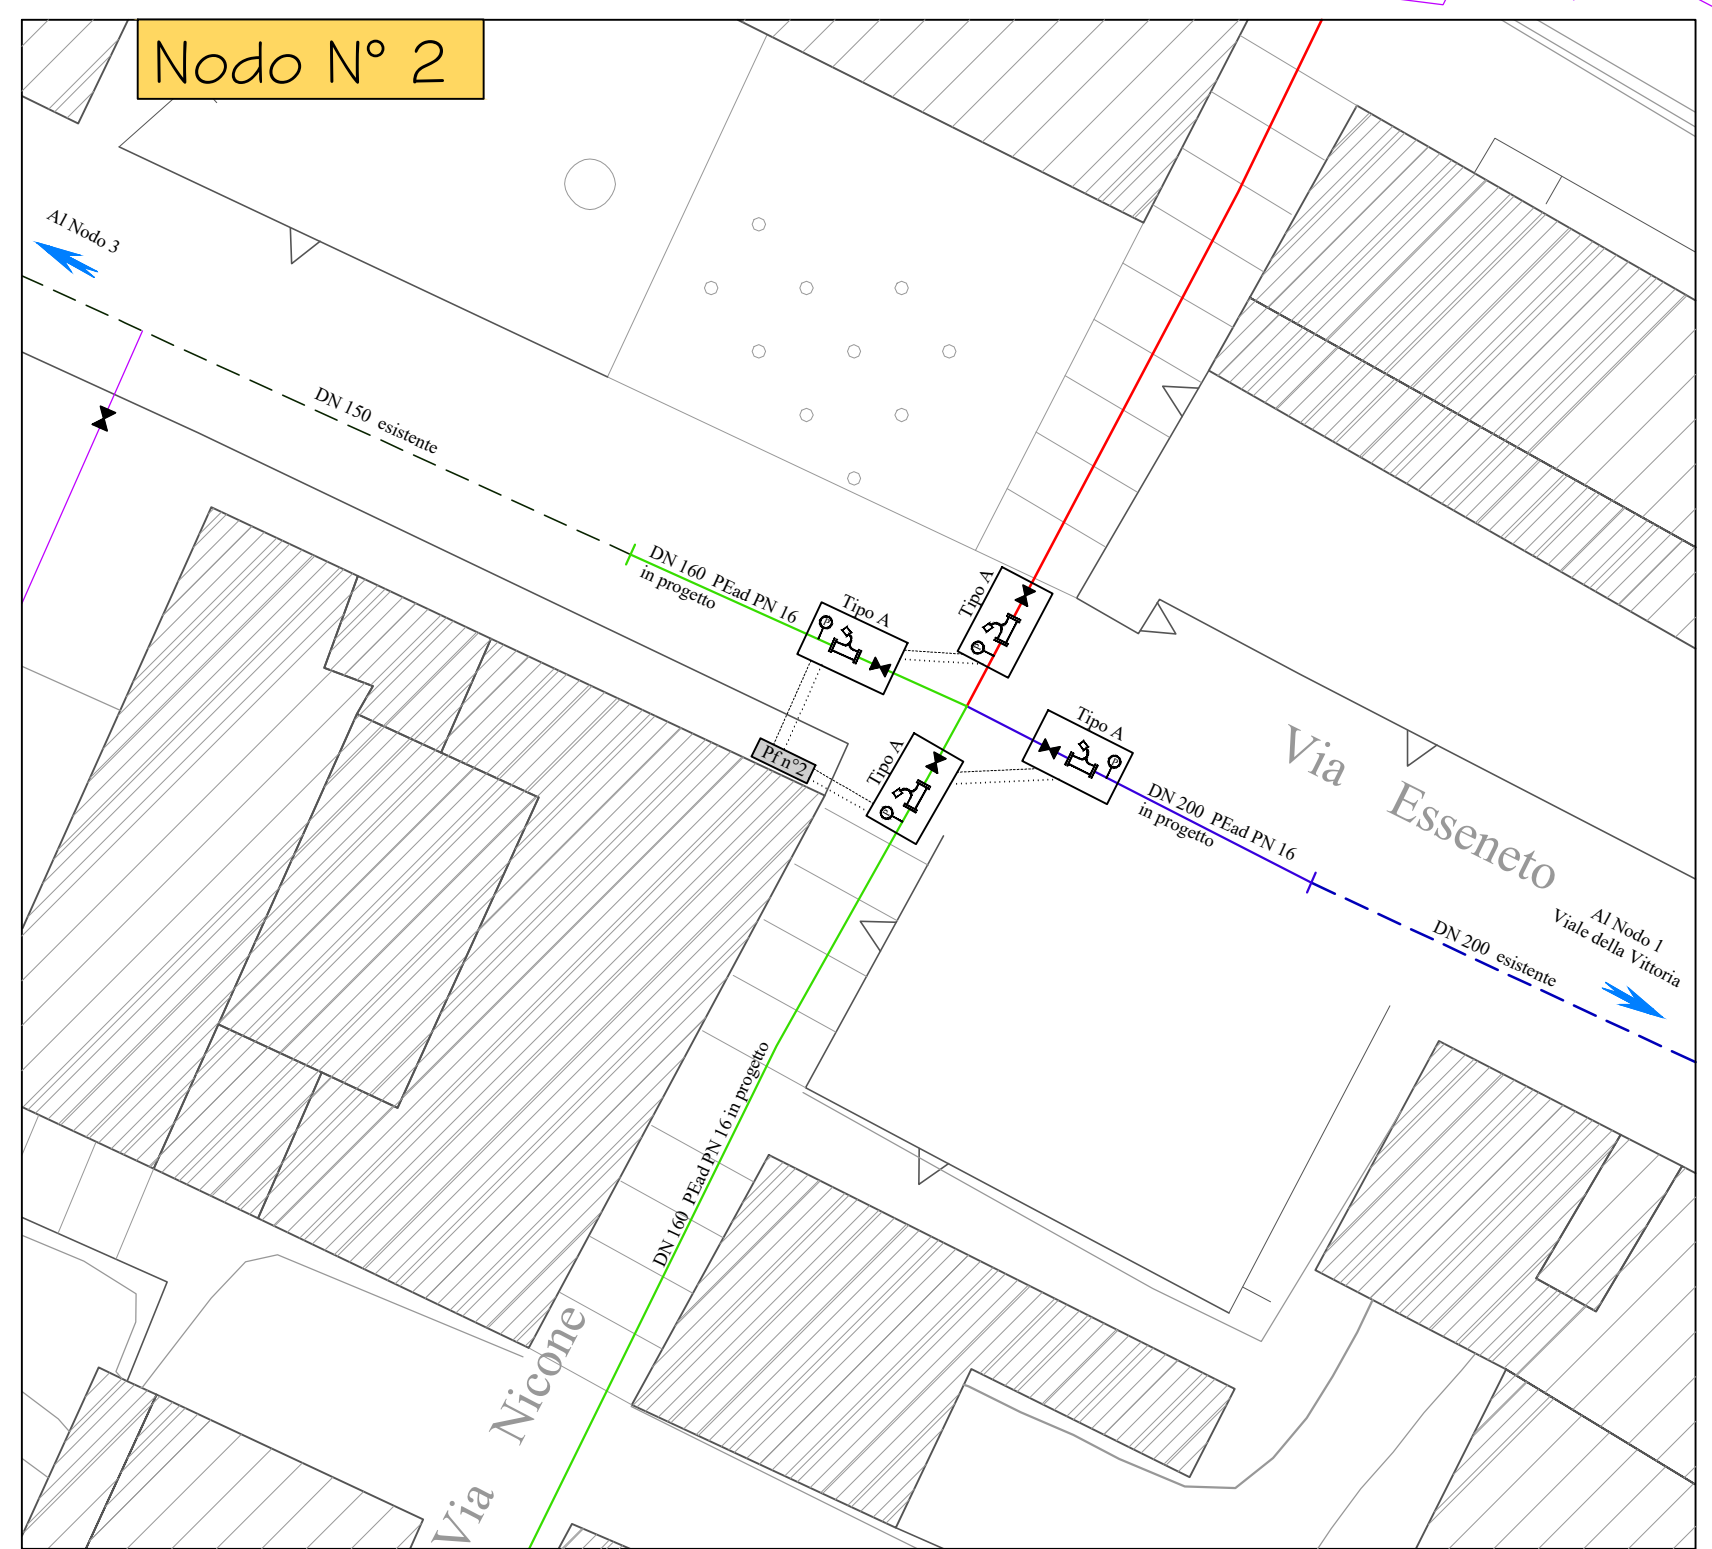 Nodo N° 2
Al Nodo 3
DN 150 esistente
DN 160 PEad PN 16
in progetto
Tipo A
P
Tipo A
P
Tipo A
P
Tipo A
P
Pf n°2
DN 200 PEad PN 16
in progetto
Via Esseneto
DN 200 esistente
Al Nodo 1
Viale della Vittoria
DN 160 PEad PN 16 in progetto
Via Nicone